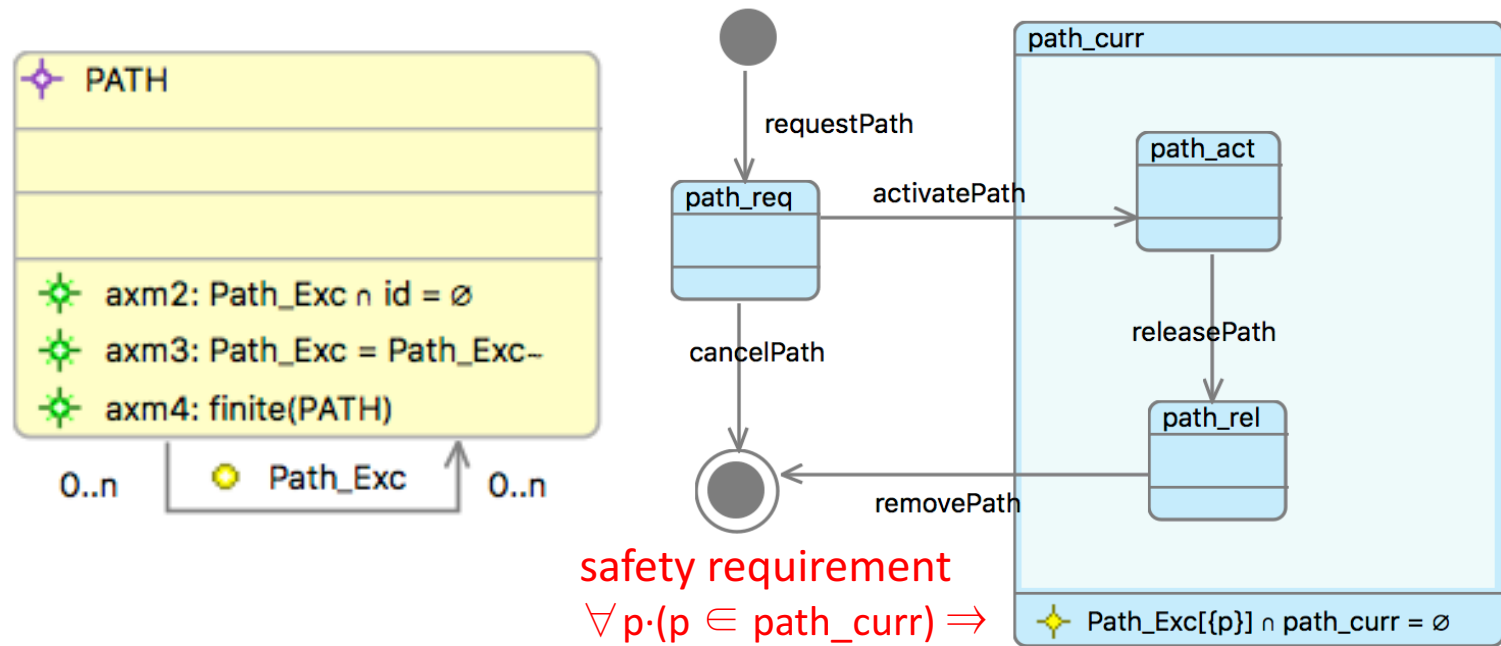 PATH
axm2: Path_Exc ∩ id = ∅
axm3: Path_Exc = Path_Exc~
axm4: finite(PATH)
0..n
Path_Exc
0..n
requestPath
path_req
activatePath
cancelPath
path_curr
path_act
releasePath
path_rel
removePath
safety requirement
∀ p·(p ∈ path_curr) ⇒
Path_Exc[{p}] ∩ path_curr = ∅